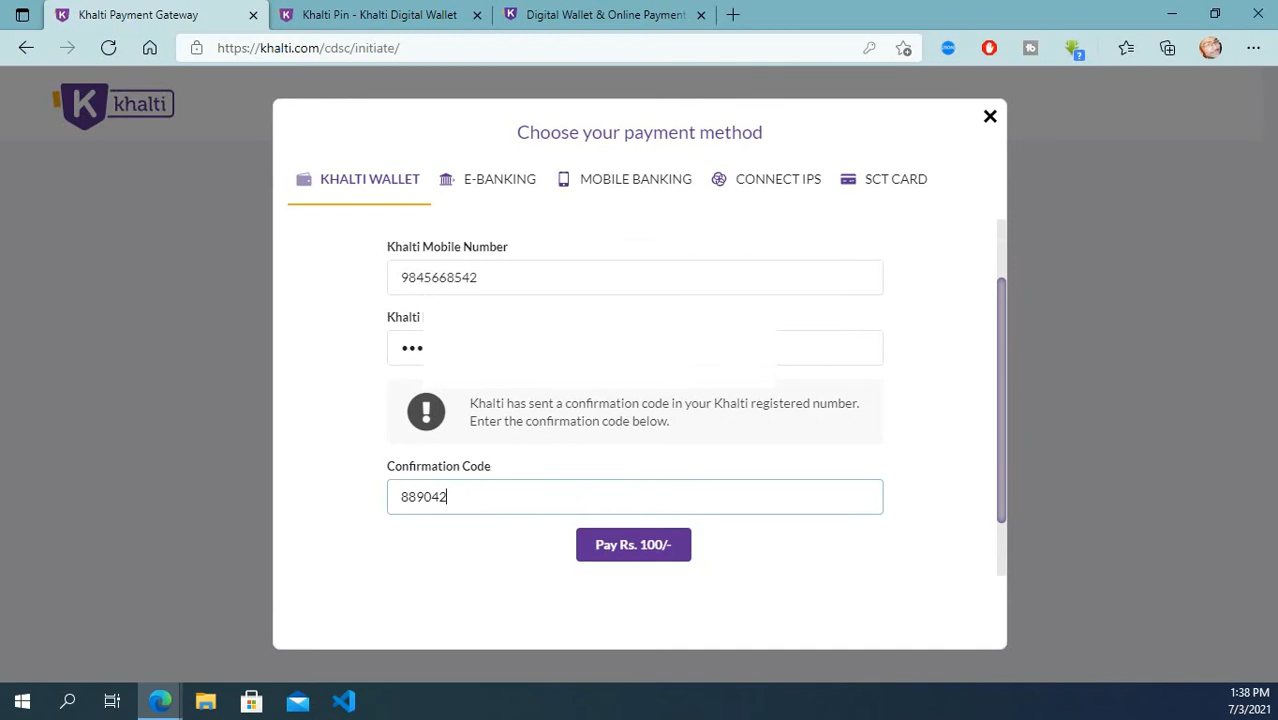 Khalti Payment Gateway
Khalti Pin - Khalti Digital Wallet
Digital Wallet & Online Payment
https://khalti.com/cdsc/initiate/
khalti
Choose your payment method
KHALTI WALLET
E-BANKING
MOBILE BANKING
CONNECT IPS
SCT CARD
Khalti Mobile Number
9845668542
Khalti
•••
Khalti has sent a confirmation code in your Khalti registered number.
Enter the confirmation code below.
Confirmation Code
889042
Pay Rs. 100/-
1:38 PM
7/3/2021